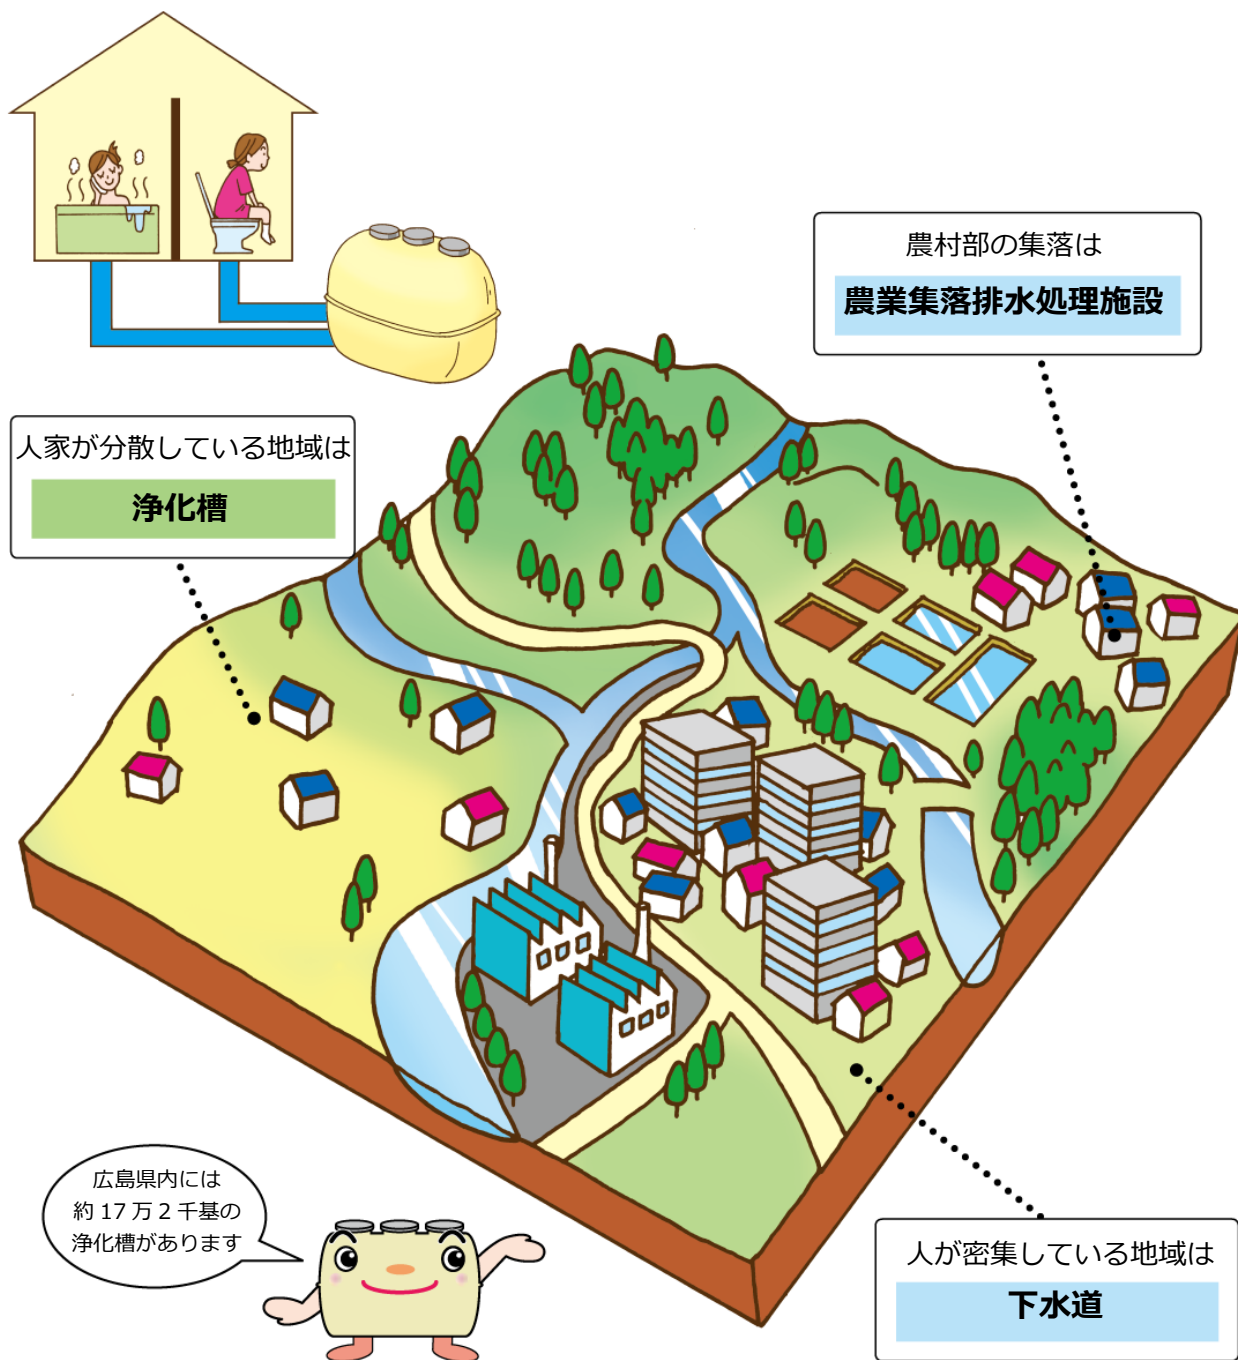 農村部の集落は
農業集落排水処理施設
人家が分散している地域は
浄化槽
広島県内には
約17万2千基の
浄化槽があります
人が密集している地域は
下水道